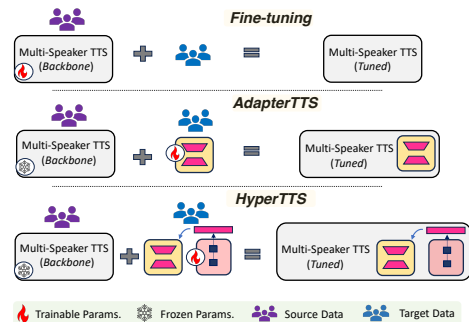 Fine-tuning
Multi-Speaker TTS
(Backbone)
Multi-Speaker TTS
(Tuned)
AdapterTTS
Multi-Speaker TTS
(Backbone)
Multi-Speaker TTS
(Tuned)
HyperTTS
Multi-Speaker TTS
(Backbone)
Multi-Speaker TTS
(Tuned)
Trainable Params. Frozen Params. Source Data Target Data